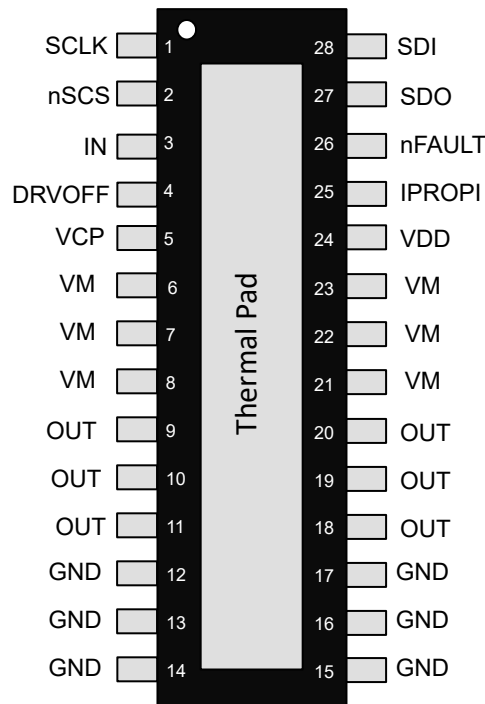 SCLK 1 28 SDI
nSCS 2 27 SDO
IN 3 26 nFAULT
DRVOFF 4 25 IPROPI
VCP 5 24 VDD
VM 6 23 VM
VM 7 22 VM
VM 8 21 VM
OUT 9 20 OUT
OUT 10 19 OUT
OUT 11 18 OUT
GND 12 17 GND
GND 13 16 GND
GND 14 15 GND
Thermal Pad